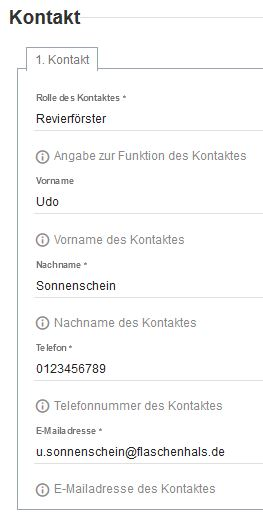 Kontakt
1. Kontakt
Rolle des Kontaktes *
Revierförster
Angabe zur Funktion des Kontaktes
Vorname
Udo
Vorname des Kontaktes
Nachname *
Sonnenschein
Nachname des Kontaktes
Telefon *
0123456789
Telefonnummer des Kontaktes
E-Mailadresse *
u.sonnenschein@flaschenhals.de
E-Mailadresse des Kontaktes